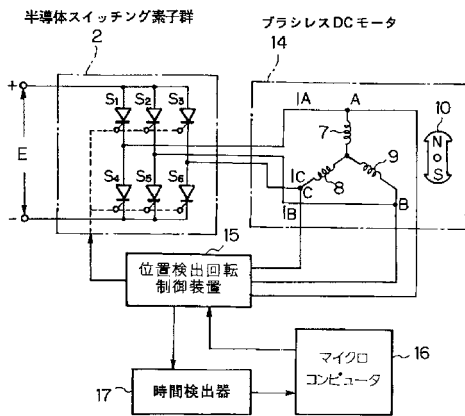 半導体スイッチング素子群
2
ブラシレスDCモータ
14
S1 S2 S3
S4 S5 S6
+
E
-
IA
A
7
IC
C
8
9
IB
B
10
N
S
15
位置検出回転
制御装置
16
マイクロ
コンピュータ
17
時間検出器